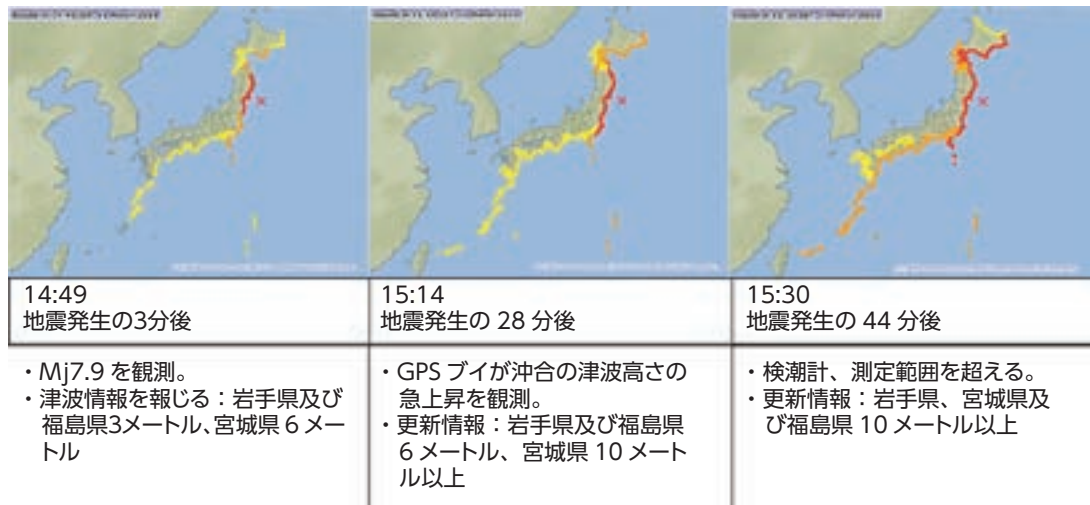 14:49
地震発生の3分後
・Mj7.9 を観測。
・津波情報を報じる：岩手県及び
福島県3メートル、宮城県 6 メー
トル
15:14
地震発生の 28 分後
・GPS ブイが沖合の津波高さの
急上昇を観測。
・更新情報：岩手県及び福島県
6 メートル、宮城県 10 メート
ル以上
15:30
地震発生の 44 分後
・検潮計、測定範囲を超える。
・更新情報：岩手県、宮城県及
び福島県 10 メートル以上